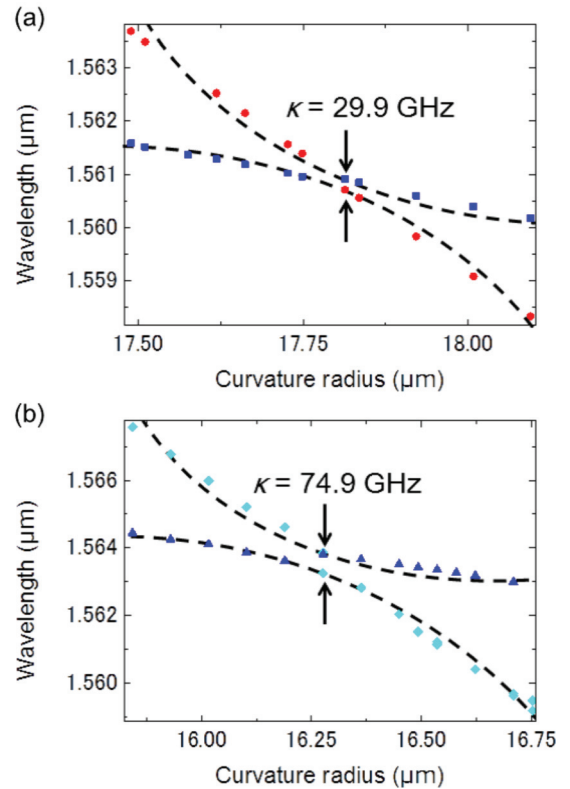 (a)
1.563
1.562
1.561
1.560
1.559
Wavelength (μm)
κ = 29.9 GHz
17.50
17.75
18.00
Curvature radius (μm)
(b)
1.566
1.564
1.562
1.560
Wavelength (μm)
κ = 74.9 GHz
16.00
16.25
16.50
16.75
Curvature radius (μm)